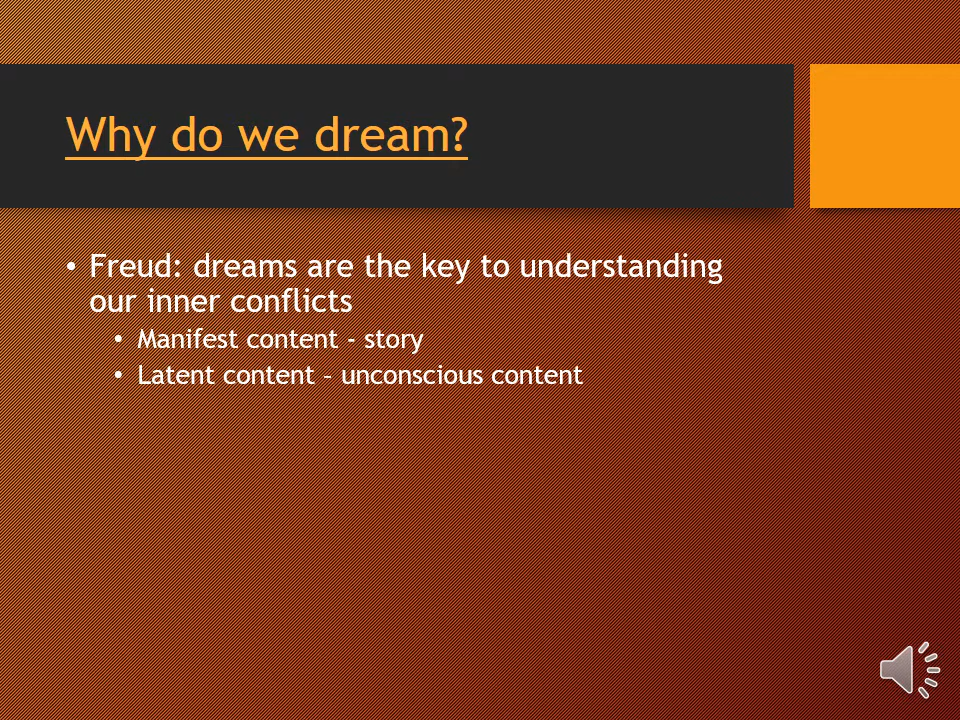 Why do we dream?
• Freud: dreams are the key to understanding
our inner conflicts
• Manifest content - story
• Latent content – unconscious content